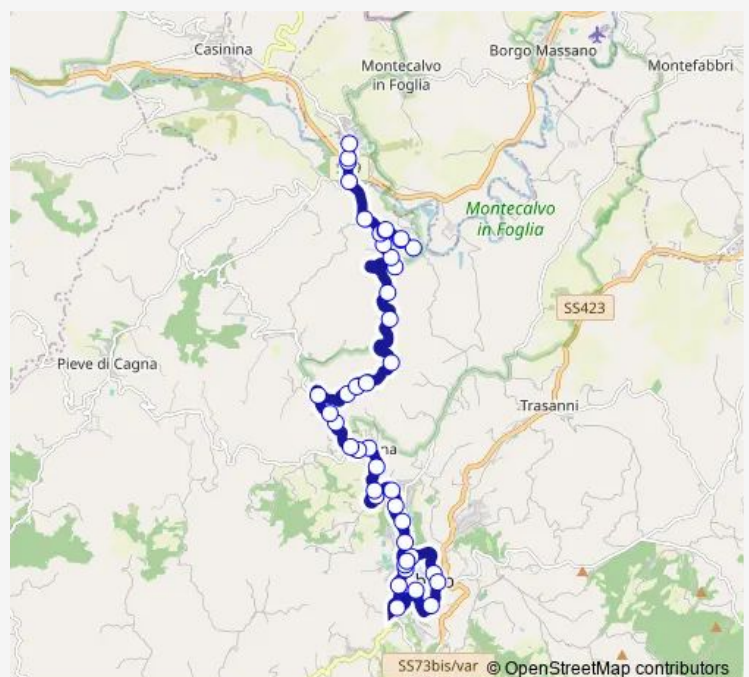 Casinina
Montecalvo
in Foglia
Borgo Massano
Montefabbri
Montecalvo
in Foglia
SS423
Pieve di Cagna
Trasanni
SS73bis/var
© OpenStreetMap contributors